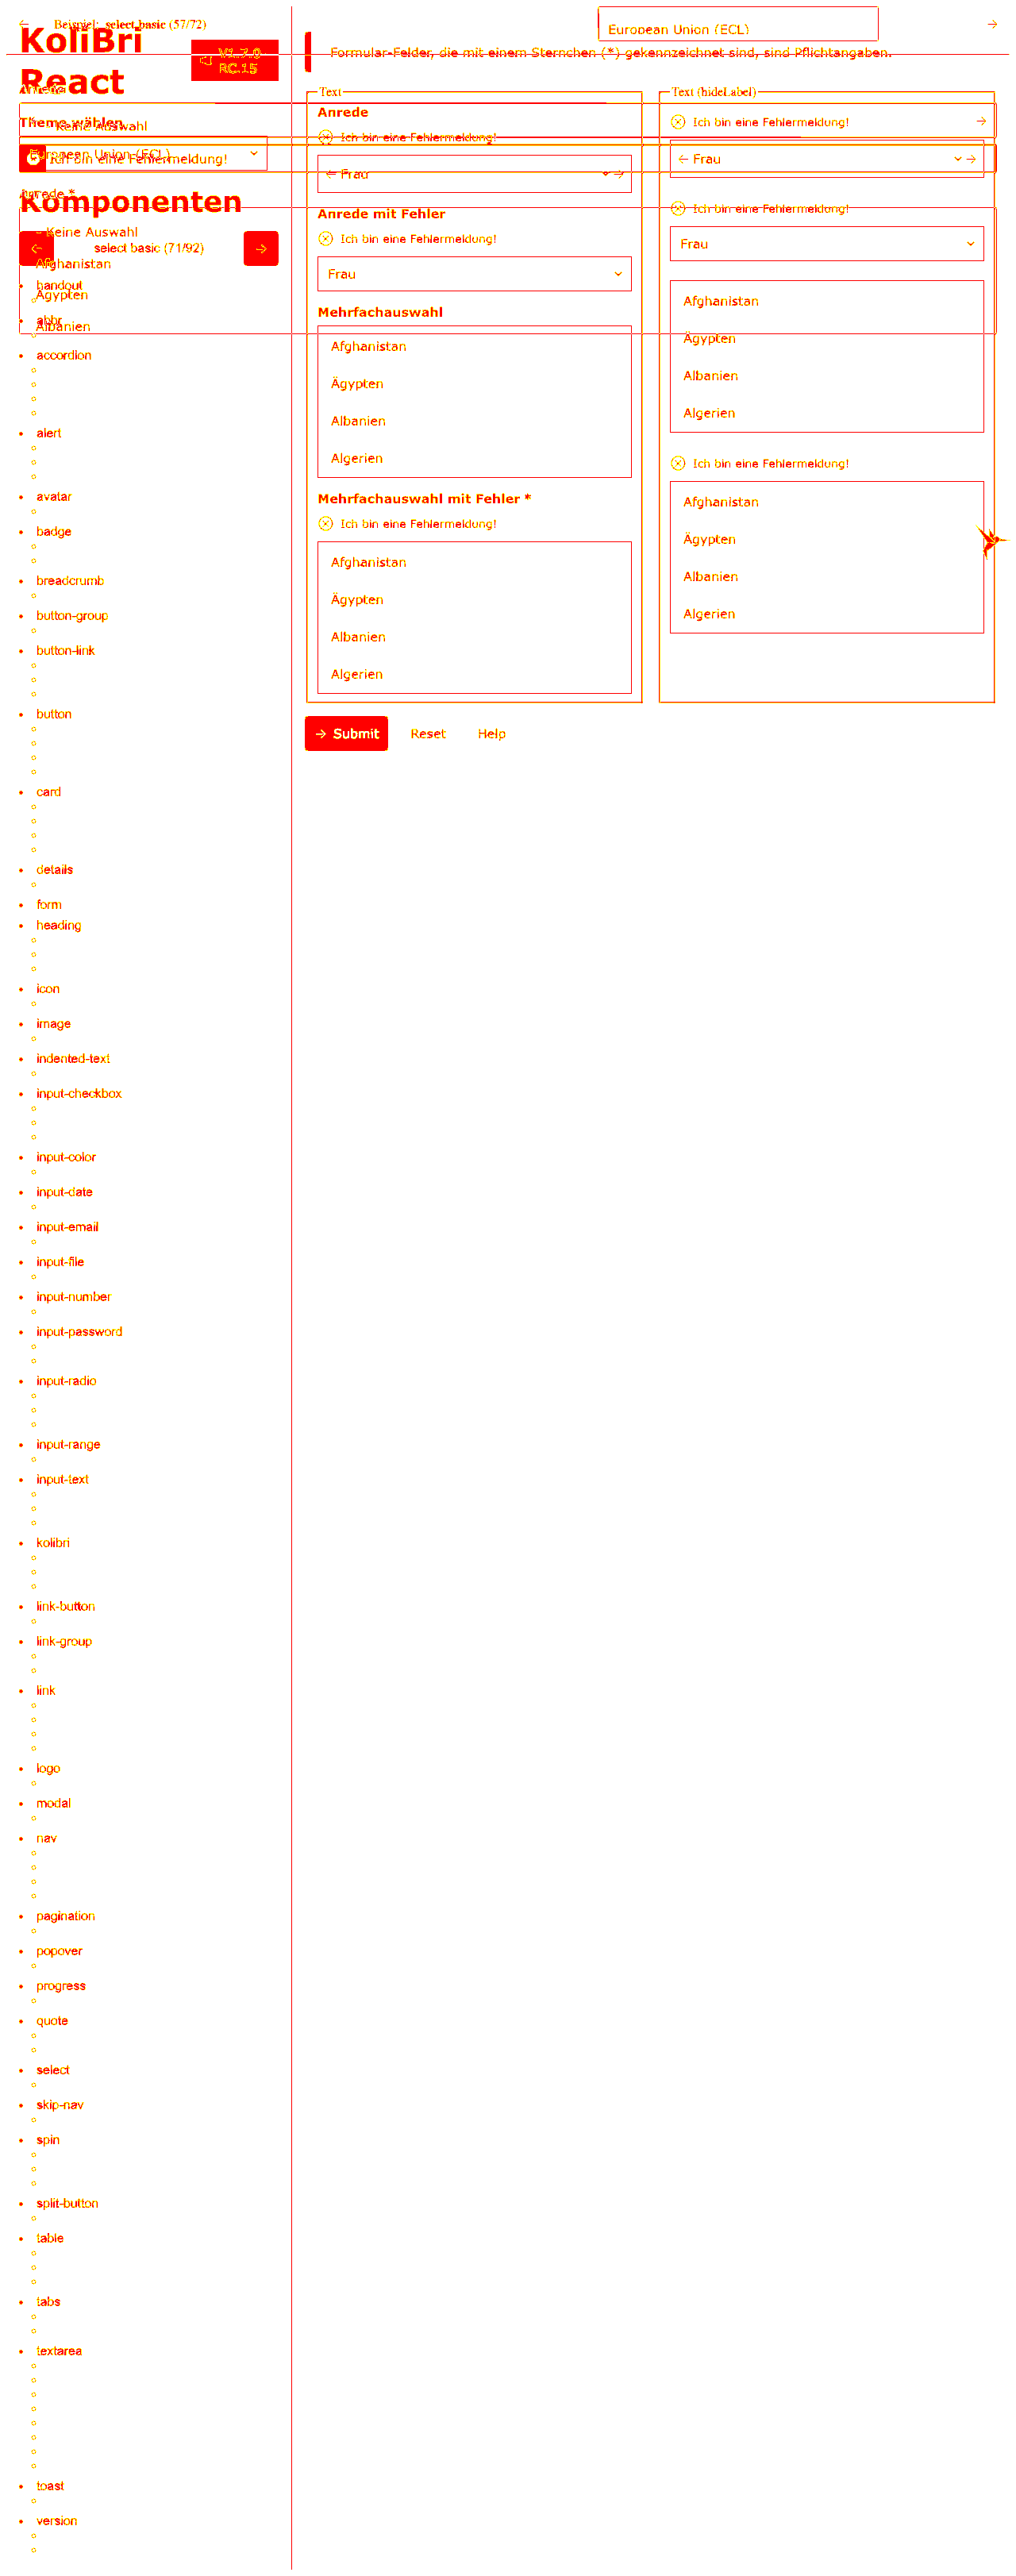 Beispiel: select basic (57/72)
European Union (ECL)
KoliBri
React
V1.7.0
RC.15
Formular-Felder, die mit einem Sternchen (*) gekennzeichnet sind, sind Pflichtangaben.
Anrede
Theme wählen
Keine Auswahl
European Union (ECL)
Ich bin eine Fehlermeldung!
Anrede *
Komponenten
- Keine Auswahl
select basic (71/92)
Afghanistan
handout
Ägypten
abbr
Albanien
accordion
alert
avatar
badge
breadcrumb
button-group
button-link
button
card
details
form
heading
icon
image
indented-text
input-checkbox
input-color
input-date
input-email
input-file
input-number
input-password
input-radio
input-range
input-text
kolibri
link-button
link-group
link
logo
modal
nav
pagination
popover
progress
quote
select
skip-nav
spin
split-button
table
tabs
textarea
toast
version
Text
Anrede
Ich bin eine Fehlermeldung!
Frau
Anrede mit Fehler
Ich bin eine Fehlermeldung!
Frau
Mehrfachauswahl
Afghanistan
Ägypten
Albanien
Algerien
Mehrfachauswahl mit Fehler *
Ich bin eine Fehlermeldung!
Afghanistan
Ägypten
Albanien
Algerien
Text (hideLabel)
Ich bin eine Fehlermeldung!
Frau
Ich bin eine Fehlermeldung!
Frau
Afghanistan
Ägypten
Albanien
Algerien
Ich bin eine Fehlermeldung!
Afghanistan
Ägypten
Albanien
Algerien
Submit
Reset
Help